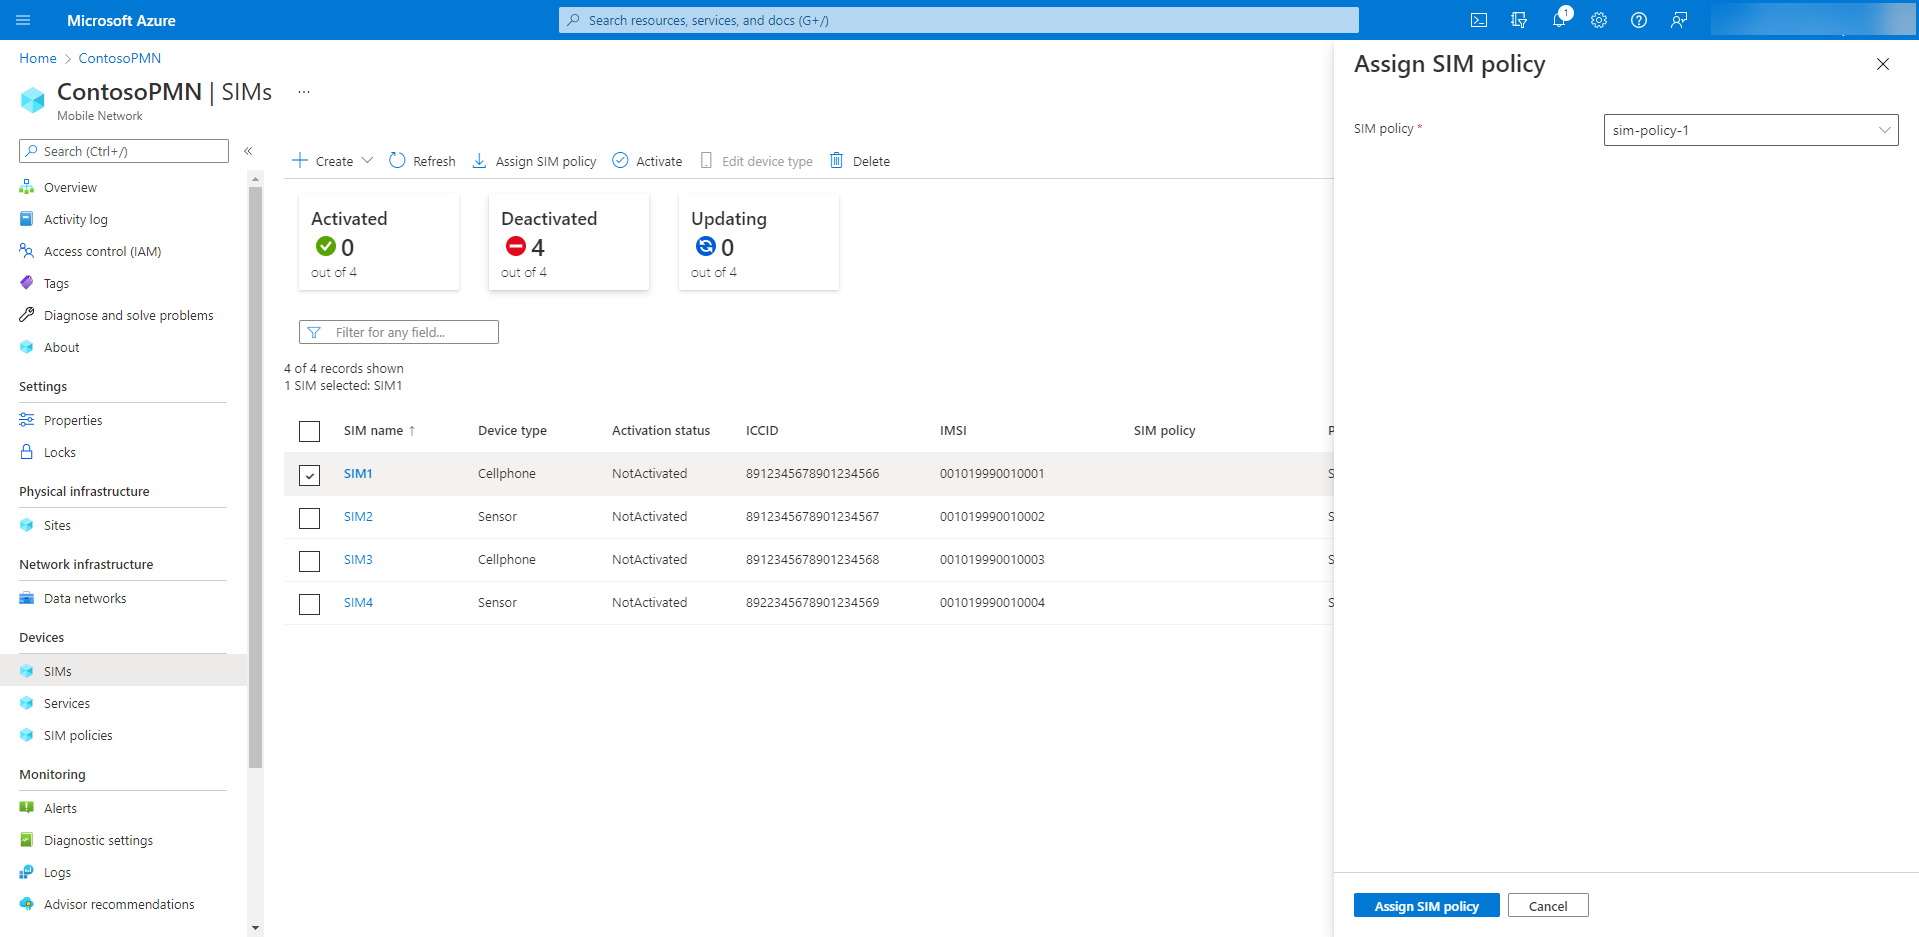 Microsoft Azure
Search resources, services, and docs (G+/)
1
Home > ContosoPMN
ContosoPMN | SIMs ...
Mobile Network
Search (Ctrl+/)
«
Overview
Activity log
Access control (IAM)
Tags
Diagnose and solve problems
About
Settings
Properties
Locks
Physical infrastructure
Sites
Network infrastructure
Data networks
Devices
SIMs
Services
SIM policies
Monitoring
Alerts
Diagnostic settings
Logs
Advisor recommendations
Create Refresh Assign SIM policy Activate Edit device type Delete
Activated
0
out of 4
Deactivated
4
out of 4
Updating
0
out of 4
Filter for any field...
4 of 4 records shown
1 SIM selected: SIM1
SIM name ↑ Device type Activation status ICCID IMSI SIM policy P
SIM1 Cellphone NotActivated 8912345678901234566 001019990010001 S
SIM2 Sensor NotActivated 8912345678901234567 001019990010002 S
SIM3 Cellphone NotActivated 8912345678901234568 001019990010003 S
SIM4 Sensor NotActivated 8922345678901234569 001019990010004 S
Assign SIM policy
SIM policy * sim-policy-1
Assign SIM policy Cancel